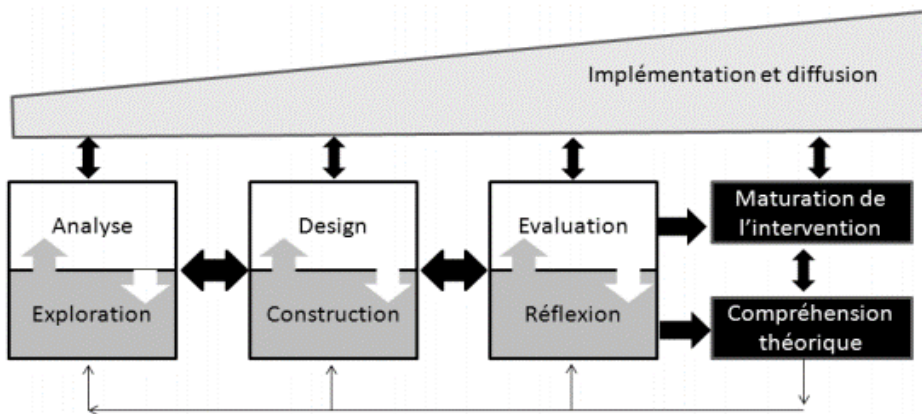 Implémentation et diffusion
Analyse
Design
Evaluation
Maturation de
l'intervention
Exploration
Construction
Réflexion
Compréhension
théorique